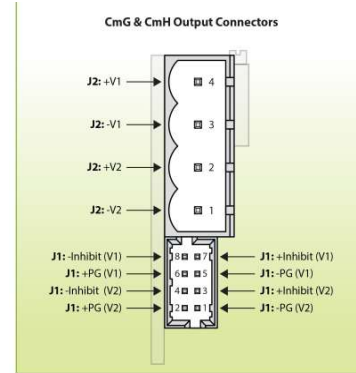 CmG & CmH Output Connectors
J2: +V1 4
J2: -V1 3
J2: +V2 2
J2: -V2 1
J1: -Inhibit (V1) 8 7 J1: +Inhibit (V1)
J1: +PG (V1) 6 5 J1: -PG (V1)
J1: -Inhibit (V2) 4 3 J1: +Inhibit (V2)
J1: +PG (V2) 2 1 J1: -PG (V2)